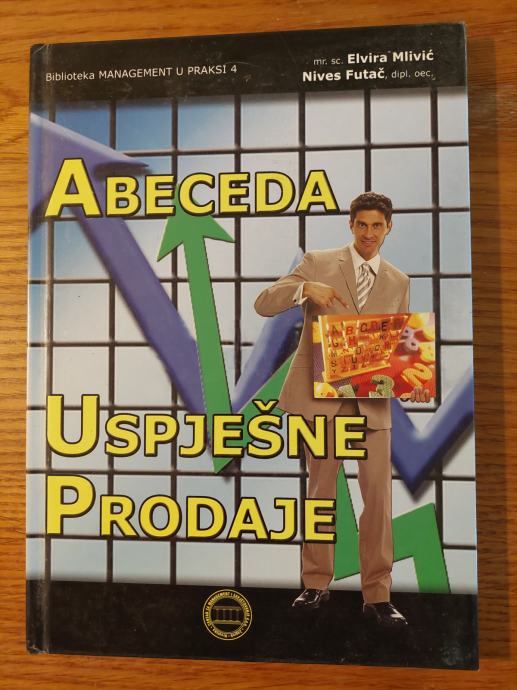 Biblioteka MANAGEMENT U PRAKSI 4
mr. sc. Elvira Mlivić
Nives Futač, dipl. oec.
ABECEDA
USPJEŠNE
PRODAJE